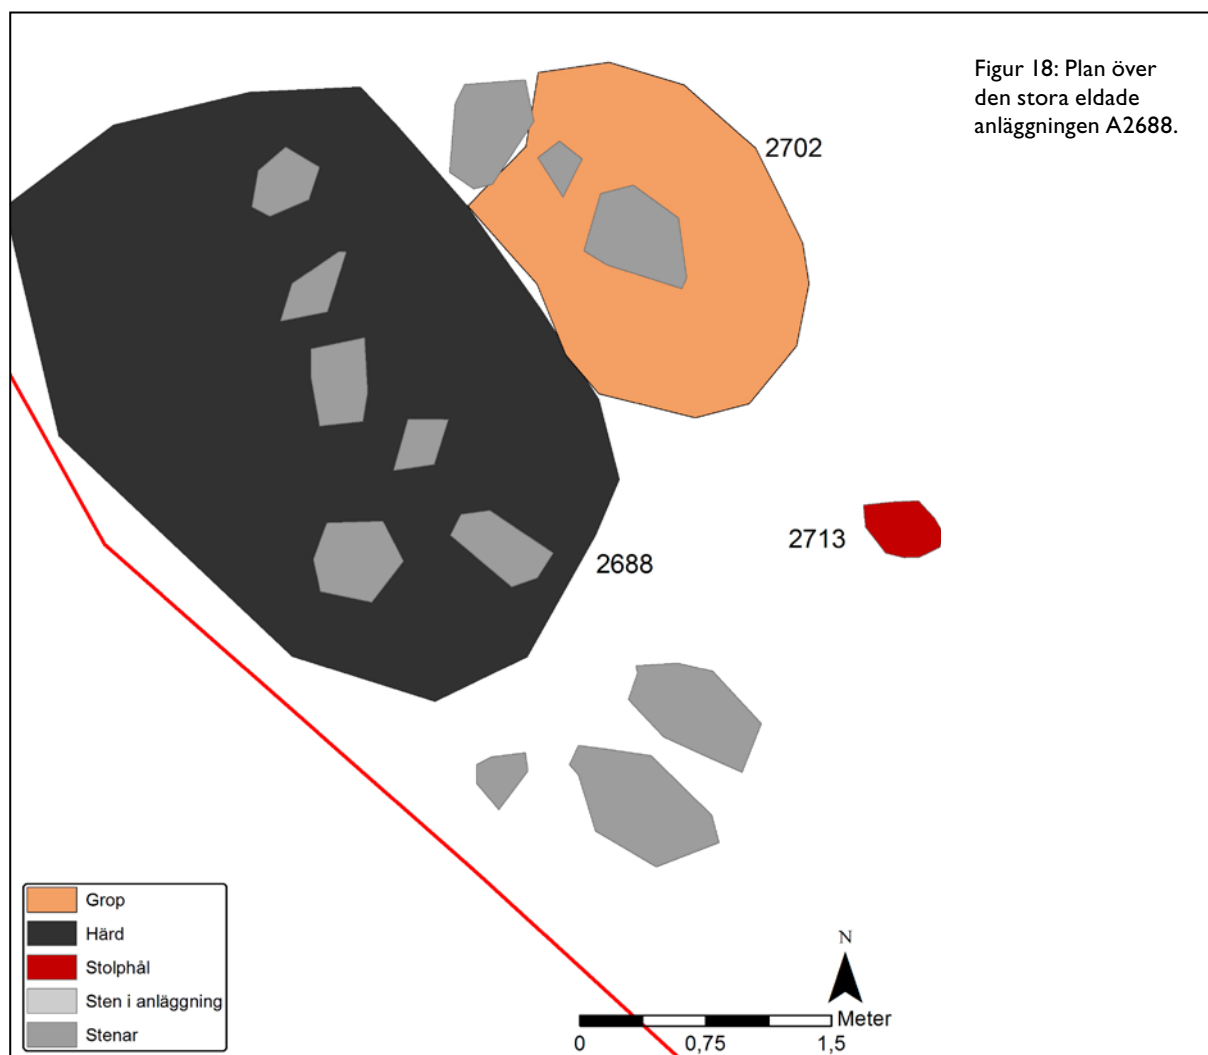 Figur 18: Plan över
den stora eldade
anläggningen A2688.
2702
2713
2688
Grop
Härd
Stolphål
Sten i anläggning
Stenar
N
Meter
0 0,75 1,5